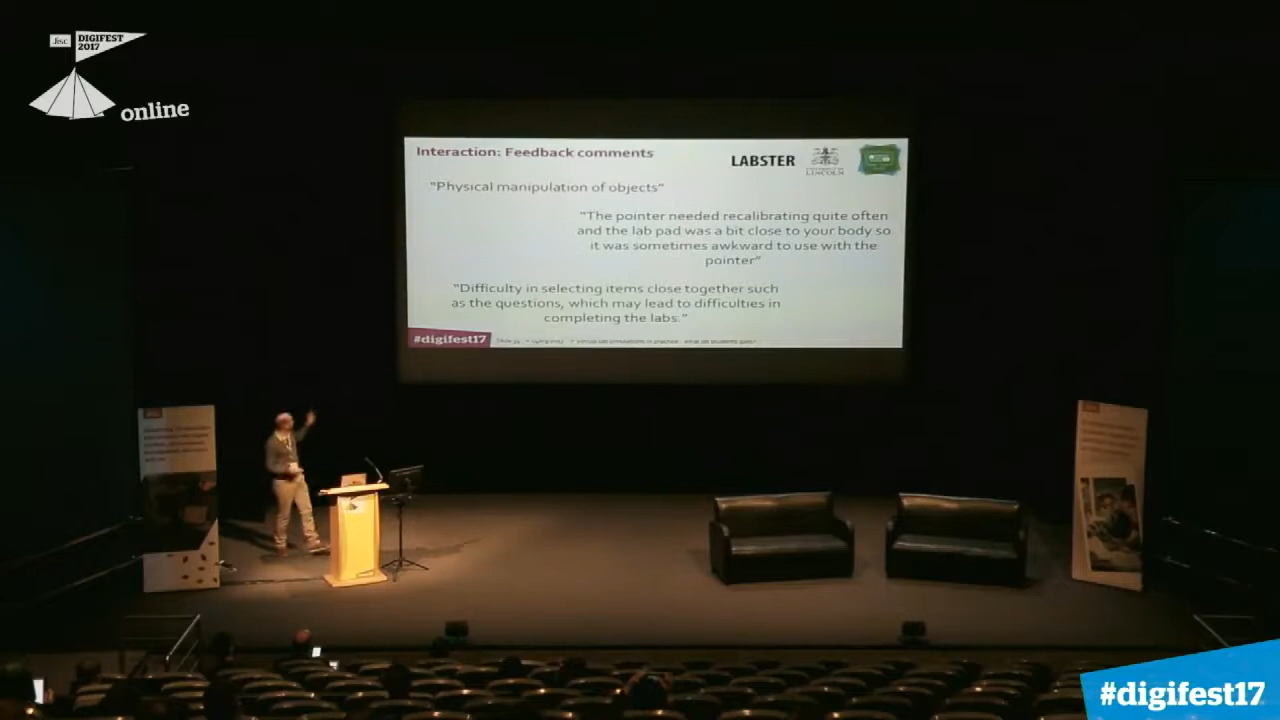 Jisc
DIGIFEST
2017
online
Interaction: Feedback comments
LABSTER
LINCOLN
"Physical manipulation of objects"
"The pointer needed recalibrating quite often
and the lab pad was a bit close to your body so
it was sometimes awkward to use with the
pointer"
"Difficulty in selecting items close together such
as the questions, which may lead to difficulties in
completing the labs."
#digifest17
#digifest17